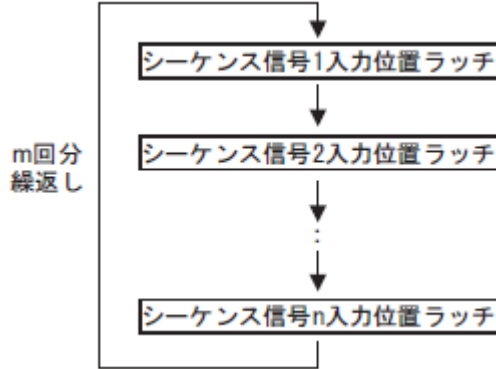 シーケンス信号1入力位置ラッチ
シーケンス信号2入力位置ラッチ
m回分
繰返し
:
シーケンス信号n入力位置ラッチ